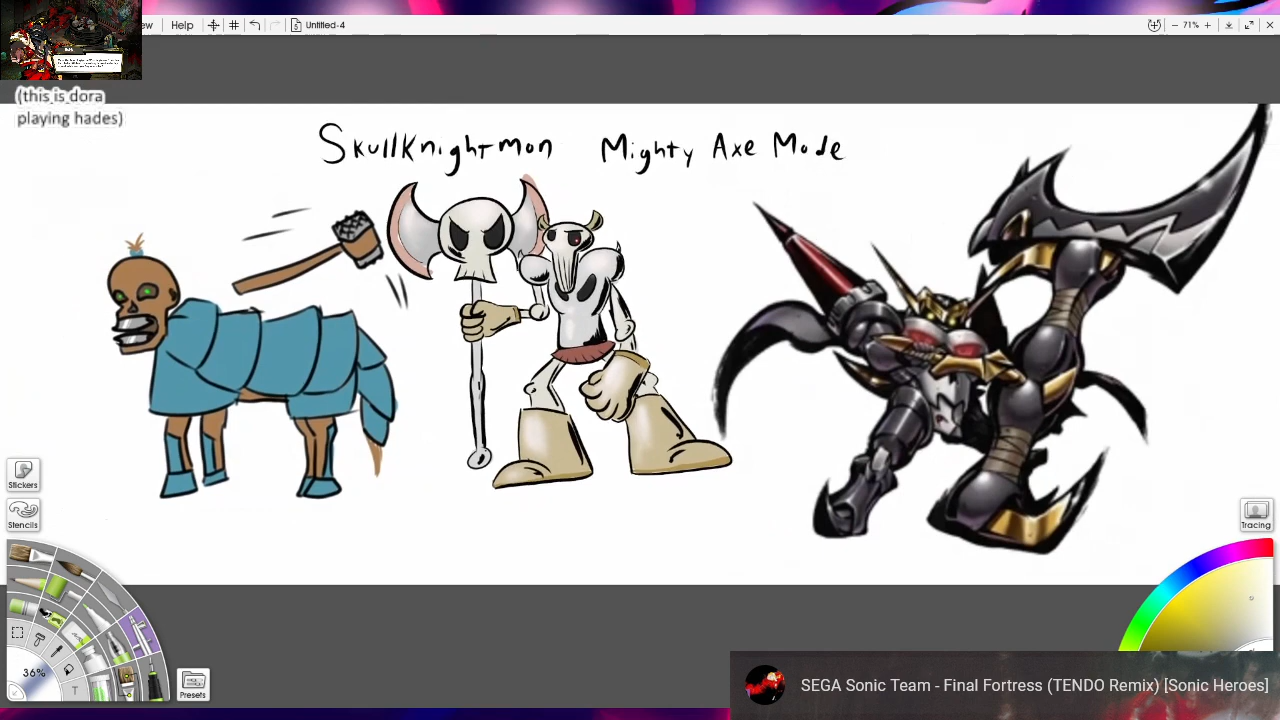 ew Help Untitled-4 71%
(this is dora
playing hades)
SkullKnightmon Mighty Axe Mode
Stickers
Stencils
Tracing
36%
T
Presets
SEGA Sonic Team - Final Fortress (TENDO Remix) [Sonic Heroes]